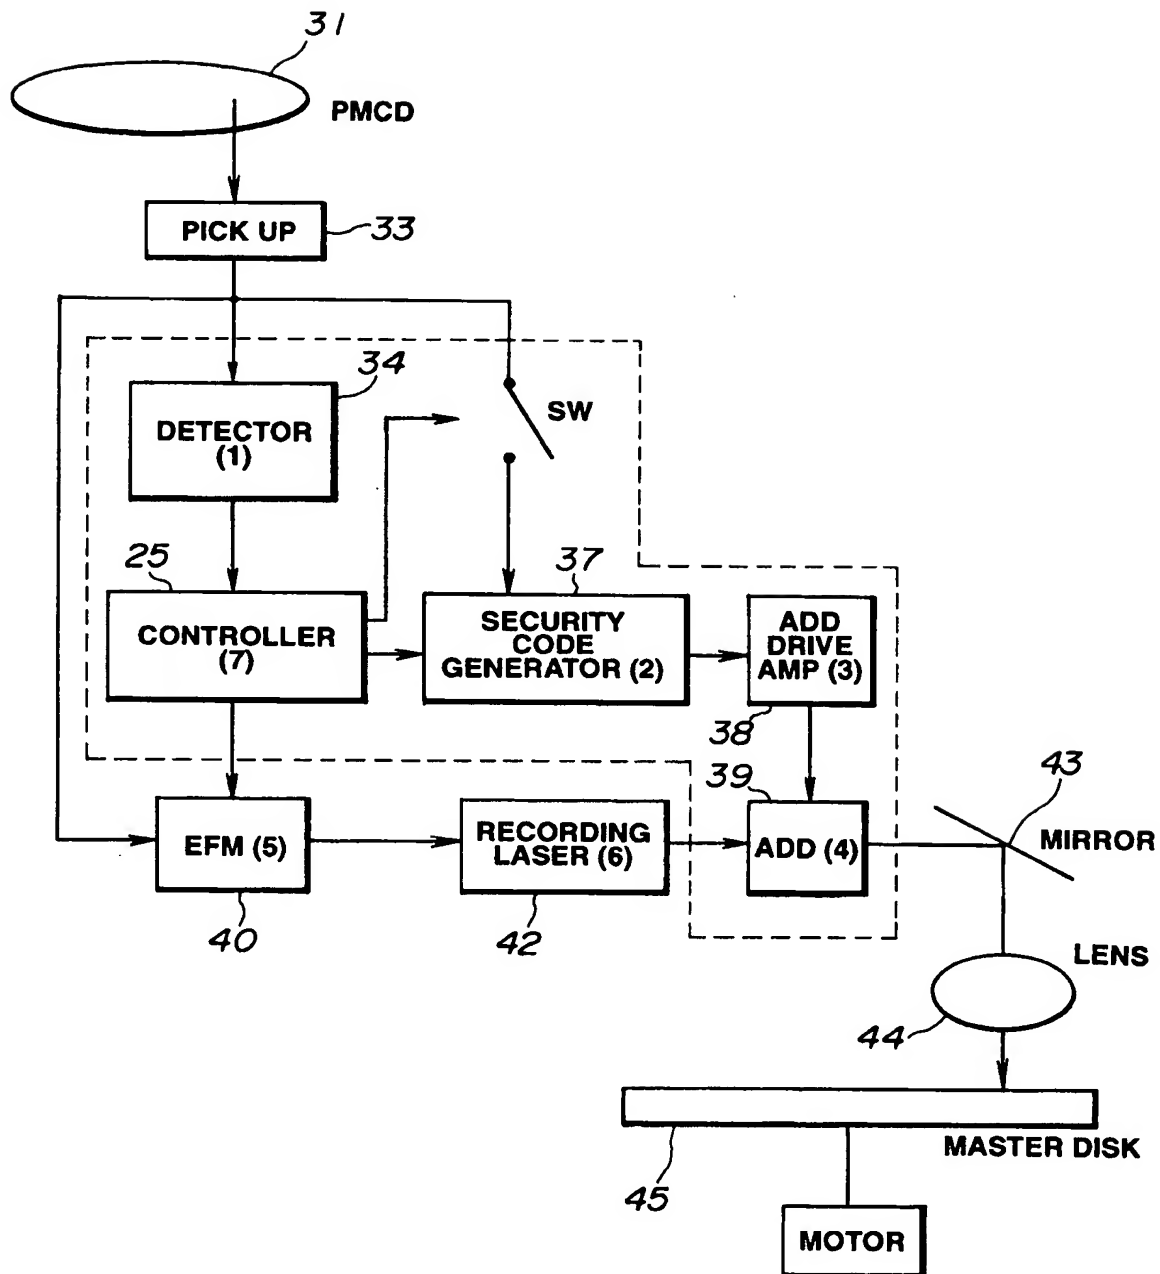 31
PMCD
PICK UP
33
34
DETECTOR
(1)
SW
25
37
CONTROLLER
(7)
SECURITY
CODE
GENERATOR (2)
ADD
DRIVE
AMP (3)
38
39
43
EFM (5)
RECORDING
LASER (6)
ADD (4)
MIRROR
40
42
LENS
44
MASTER DISK
45
MOTOR